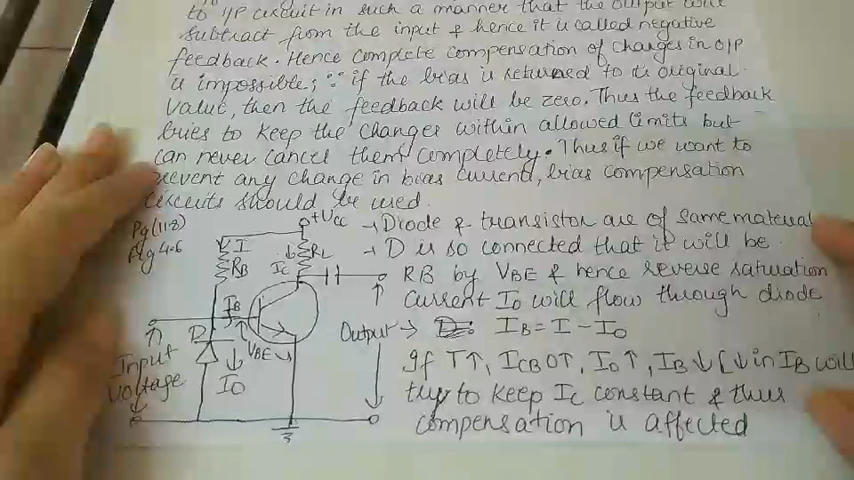 to I/P circuit in such a manner that the output will
subtract from the input & hence it is called negative
feedback. Hence complete compensation of changes in O/P
is impossible; ∵ if the bias is returned to its original
value, then the feedback will be zero. Thus the feedback
tries to keep the changes within allowed limits but
can never cancel them completely. Thus if we want to
prevent any change in bias current, bias compensation
circuits should be used.
Pg (118)
Fig 4.6
+VCC
I
RB
RL
IC
IB
D
VBE
IO
Input
Voltage
Output
→ Diode & transistor are of same material
→ D is so connected that it will be
RB by VBE & hence reverse saturation
current IO will flow through diode
→ IB = I - IO
If T↑, ICBO↑, IO↑, IB↓ [↓ in IB will
try to keep IC constant & thus
compensation is affected